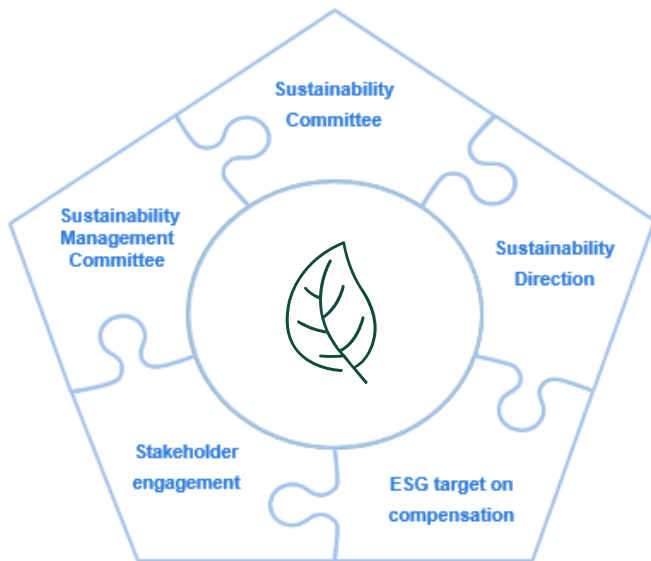 Sustainability
Committee
Sustainability
Management
Committee
Sustainability
Direction
Stakeholder
engagement
ESG target on
compensation